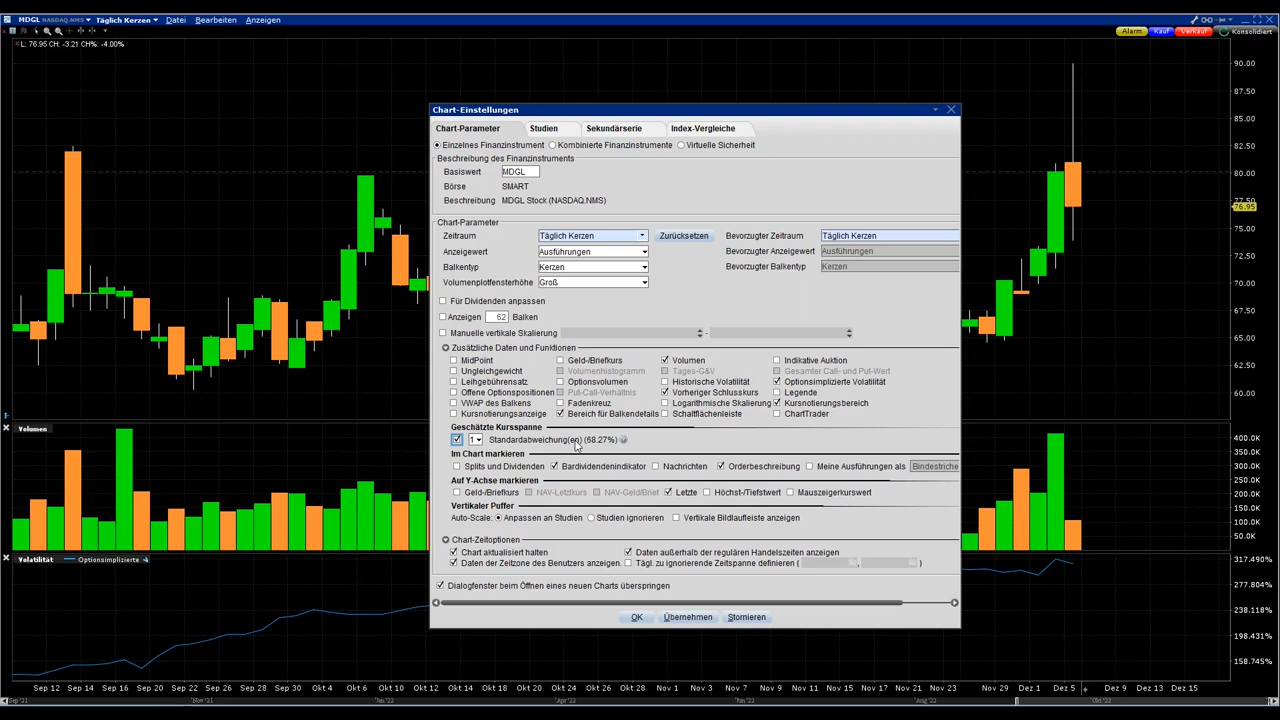 MDGL NASDAQ.NMS Täglich Kerzen Datei Bearbeiten Anzeigen
Alarm Kauf Verkauf Konsolidiert
L: 76.95 CH: -3.21 CH%: -4.00%
90.00
87.50
85.00
82.50
80.00
76.95
75.00
72.50
70.00
67.50
65.00
62.50
60.00
Chart-Einstellungen
Chart-Parameter Studien Sekundärserie Index-Vergleiche
Einzelnes Finanzinstrument Kombinierte Finanzinstrumente Virtuelle Sicherheit
Beschreibung des Finanzinstruments
Basiswert MDGL
Börse SMART
Beschreibung MDGL Stock (NASDAQ.NMS)
Chart-Parameter
Zeitraum Täglich Kerzen Zurücksetzen Bevorzugter Zeitraum Täglich Kerzen
Anzeigewert Ausführungen Bevorzugter Anzeigewert Ausführungen
Balkentyp Kerzen Bevorzugter Balkentyp Kerzen
Volumenplotfensterhöhe Groß
Für Dividenden anpassen
Anzeigen 62 Balken
Manuelle vertikale Skalierung -
Zusätzliche Daten und Funktionen
MidPoint Geld-/Briefkurs Volumen Indikative Auktion
Ungleichgewicht Volumenhistogramm Tages-G&V Gesamter Call- und Put-Wert
Leihgebührensatz Optionsvolumen Historische Volatilität Optionsimplizierte Volatilität
Offene Optionspositionen Put-Call-Verhältnis Vorheriger Schlusskurs Legende
VWAP des Balkens Fadenkreuz Logarithmische Skalierung Kursnotierungsbereich
Kursnotierungsanzeige Bereich für Balkendetails Schaltflächenleiste ChartTrader
Geschätzte Kursspanne
1 Standardabweichung(en) (68.27%)
Im Chart markieren
Splits und Dividenden Bardividendenindikator Nachrichten Orderbeschreibung Meine Ausführungen als Bindestriche
Auf Y-Achse markieren
Geld-/Briefkurs NAV-Letztkurs NAV-Geld/Brief Letzte Höchst-/Tiefstwert Mauszeigerkurswert
Vertikaler Puffer
Auto-Scale: Anpassen an Studien Studien ignorieren Vertikale Bildlaufleiste anzeigen
Chart-Zeitoptionen
Chart aktualisiert halten Daten außerhalb der regulären Handelszeiten anzeigen
Daten der Zeitzone des Benutzers anzeigen. Tägl. zu ignorierende Zeitspanne definieren ( , )
Dialogfenster beim Öffnen eines neuen Charts überspringen
OK Übernehmen Stornieren
Volumen
400.0K
350.0K
300.0K
250.0K
200.0K
150.0K
100.0K
Volatilität Optionsimplizierte
317.490%
277.804%
238.118%
198.431%
158.745%
Sep 12 Sep 14 Sep 16 Sep 20 Sep 22 Sep 26 Sep 28 Sep 30 Okt 4 Okt 6 Okt 10 Okt 12 Okt 14 Okt 18 Okt 20 Okt 24 Okt 26 Okt 28 Nov 1 Nov 3 Nov 7 Nov 9 Nov 11 Nov 15 Nov 17 Nov 21 Nov 23 Nov 29 Dez 1 Dez 5 Dez 9 Dez 13 Dez 15